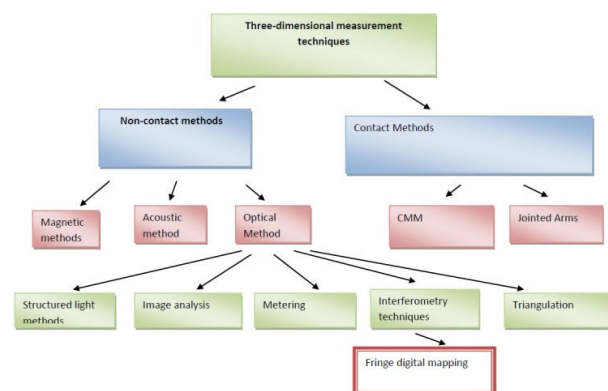 Three-dimensional measurement
techniques
Non-contact methods
Contact Methods
Magnetic
methods
Acoustic
method
Optical
Method
CMM
Jointed Arms
Structured light
methods
Image analysis
Metering
Interferometry
techniques
Triangulation
Fringe digital mapping